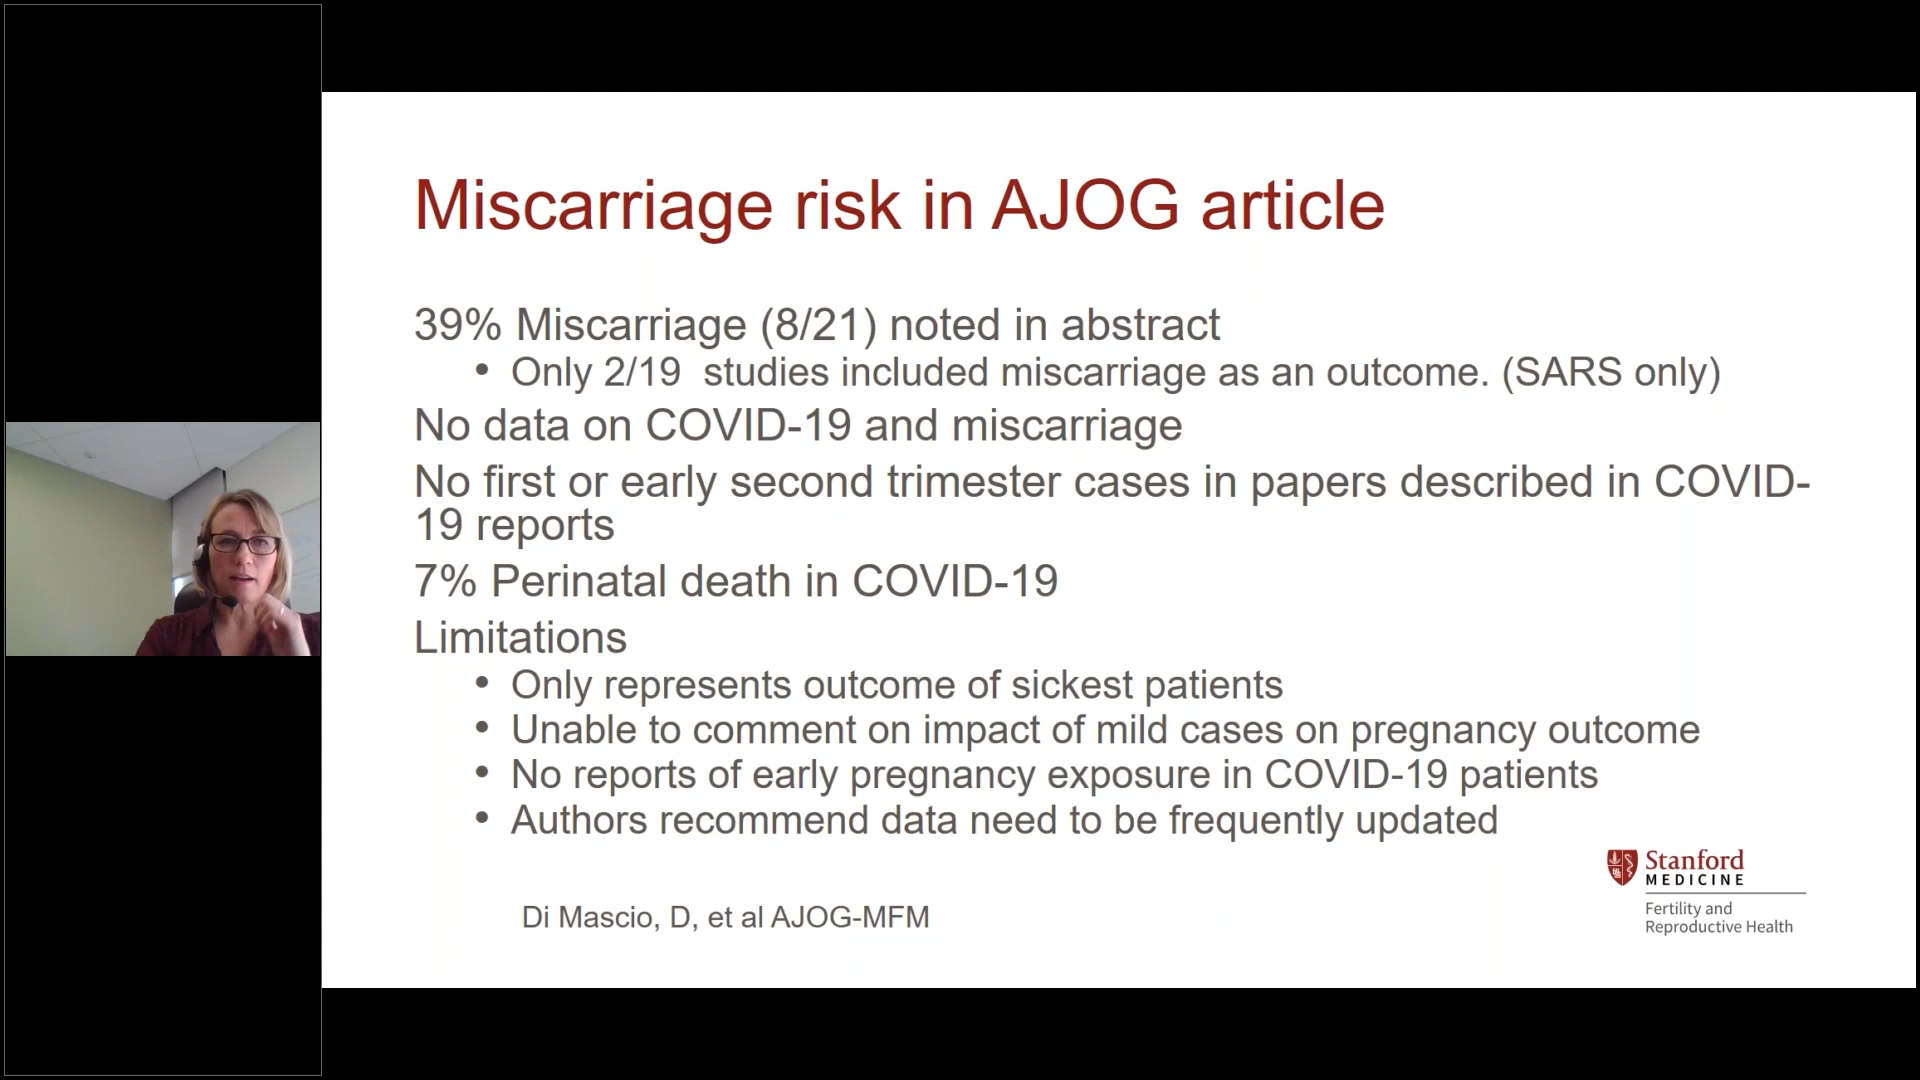 Miscarriage risk in AJOG article
39% Miscarriage (8/21) noted in abstract
• Only 2/19  studies included miscarriage as an outcome. (SARS only)
No data on COVID-19 and miscarriage
No first or early second trimester cases in papers described in COVID-
19 reports
7% Perinatal death in COVID-19
Limitations
• Only represents outcome of sickest patients
• Unable to comment on impact of mild cases on pregnancy outcome
• No reports of early pregnancy exposure in COVID-19 patients
• Authors recommend data need to be frequently updated
Di Mascio, D, et al AJOG-MFM
Stanford
MEDICINE
Fertility and
Reproductive Health